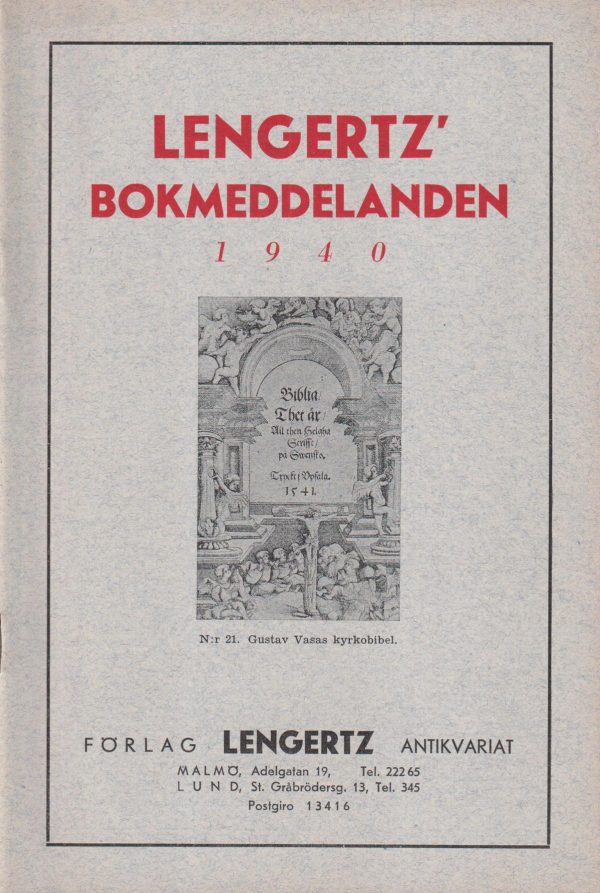 LENGERTZ'
BOKMEDDELANDEN
1940
Biblia/
Thet är/
All then Helgha
Scrifft/
på Swensko.
Tryckt i Vpsala.
1541.
N:r 21. Gustav Vasas kyrkobibel.
FÖRLAG LENGERTZ ANTIKVARIAT
MALMÖ, Adelgatan 19, Tel. 222 65
LUND, St. Gråbrödersg. 13, Tel. 345
Postgiro 13416